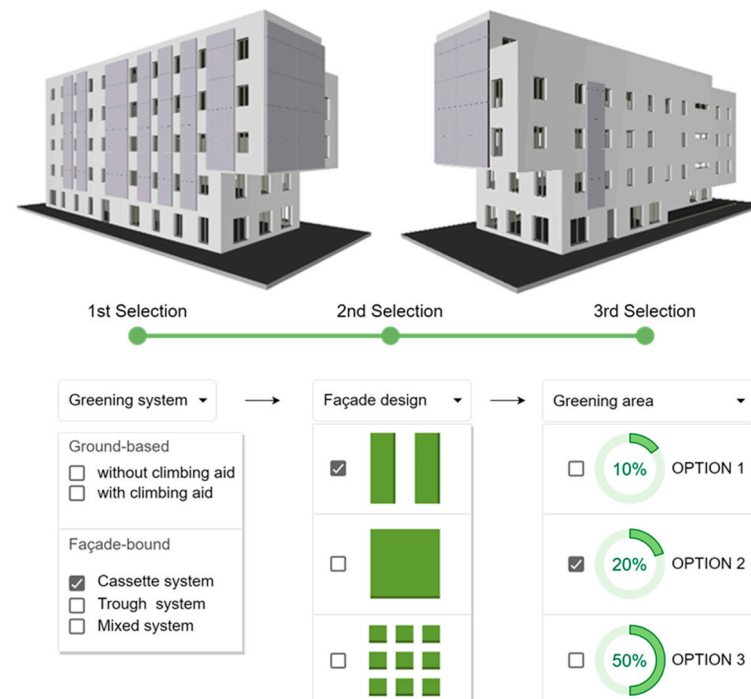 1st Selection
2nd Selection
3rd Selection
Greening system
Façade design
Greening area
Ground-based
without climbing aid
with climbing aid
Façade-bound
Cassette system
Trough system
Mixed system
10% OPTION 1
20% OPTION 2
50% OPTION 3